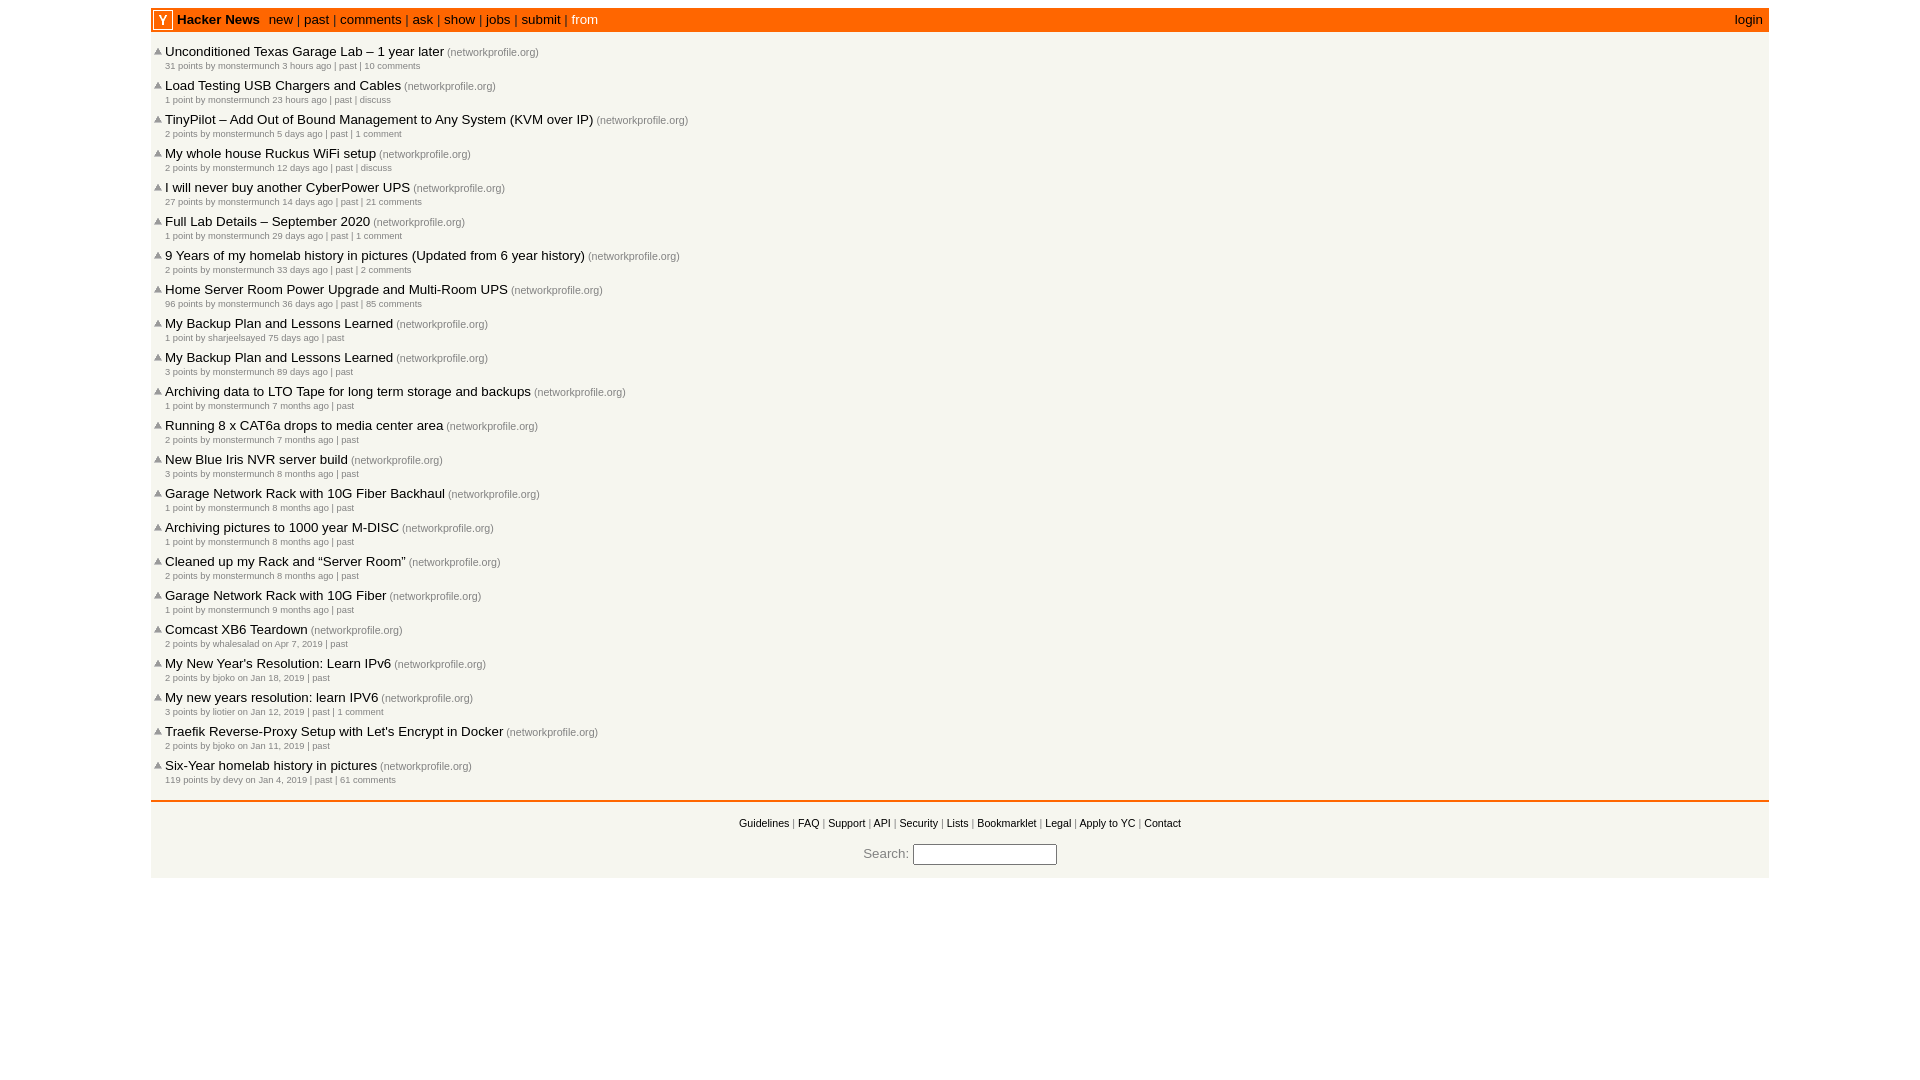 Y Hacker News new | past | comments | ask | show | jobs | submit | from login
Unconditioned Texas Garage Lab – 1 year later (networkprofile.org)
31 points by monstermunch 3 hours ago | past | 10 comments
Load Testing USB Chargers and Cables (networkprofile.org)
1 point by monstermunch 23 hours ago | past | discuss
TinyPilot – Add Out of Bound Management to Any System (KVM over IP) (networkprofile.org)
2 points by monstermunch 5 days ago | past | 1 comment
My whole house Ruckus WiFi setup (networkprofile.org)
2 points by monstermunch 12 days ago | past | discuss
I will never buy another CyberPower UPS (networkprofile.org)
27 points by monstermunch 14 days ago | past | 21 comments
Full Lab Details – September 2020 (networkprofile.org)
1 point by monstermunch 29 days ago | past | 1 comment
9 Years of my homelab history in pictures (Updated from 6 year history) (networkprofile.org)
2 points by monstermunch 33 days ago | past | 2 comments
Home Server Room Power Upgrade and Multi-Room UPS (networkprofile.org)
96 points by monstermunch 36 days ago | past | 85 comments
My Backup Plan and Lessons Learned (networkprofile.org)
1 point by sharjeelsayed 75 days ago | past
My Backup Plan and Lessons Learned (networkprofile.org)
3 points by monstermunch 89 days ago | past
Archiving data to LTO Tape for long term storage and backups (networkprofile.org)
1 point by monstermunch 7 months ago | past
Running 8 x CAT6a drops to media center area (networkprofile.org)
2 points by monstermunch 7 months ago | past
New Blue Iris NVR server build (networkprofile.org)
3 points by monstermunch 8 months ago | past
Garage Network Rack with 10G Fiber Backhaul (networkprofile.org)
1 point by monstermunch 8 months ago | past
Archiving pictures to 1000 year M-DISC (networkprofile.org)
1 point by monstermunch 8 months ago | past
Cleaned up my Rack and “Server Room” (networkprofile.org)
2 points by monstermunch 8 months ago | past
Garage Network Rack with 10G Fiber (networkprofile.org)
1 point by monstermunch 9 months ago | past
Comcast XB6 Teardown (networkprofile.org)
2 points by whalesalad on Apr 7, 2019 | past
My New Year's Resolution: Learn IPv6 (networkprofile.org)
2 points by bjoko on Jan 18, 2019 | past
My new years resolution: learn IPV6 (networkprofile.org)
3 points by liotier on Jan 12, 2019 | past | 1 comment
Traefik Reverse-Proxy Setup with Let's Encrypt in Docker (networkprofile.org)
2 points by bjoko on Jan 11, 2019 | past
Six-Year homelab history in pictures (networkprofile.org)
119 points by devy on Jan 4, 2019 | past | 61 comments
Guidelines | FAQ | Support | API | Security | Lists | Bookmarklet | Legal | Apply to YC | Contact
Search: